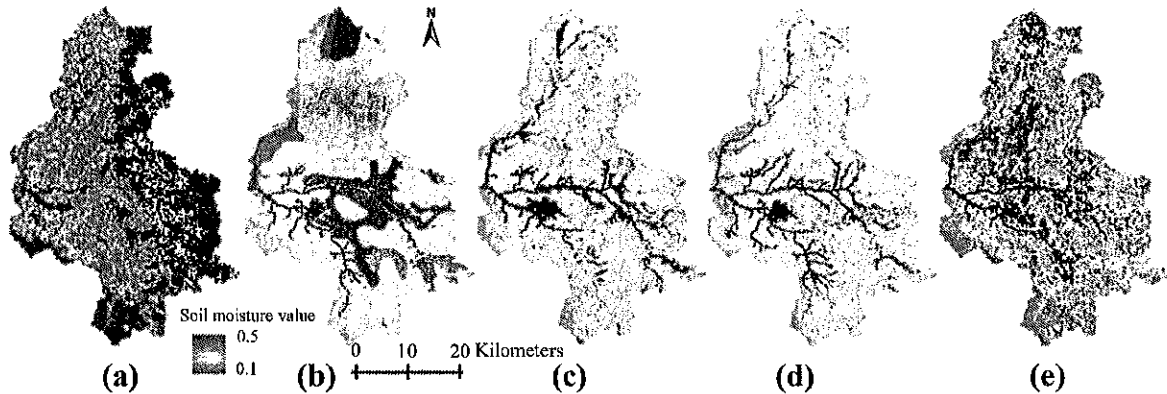 N
Soil moisture value
0.5
0.1
0 10 20 Kilometers
(a) (b) (c) (d) (e)